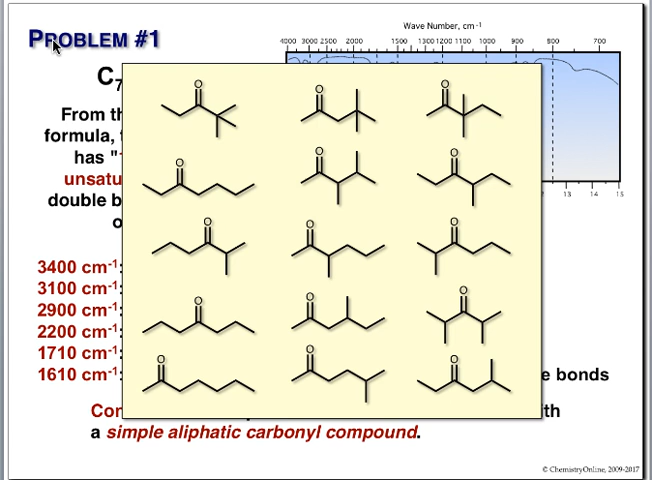 PROBLEM #1
Wave Number, cm-1
4000 3000 2500 2000 1500 1300 1200 1100 1000 900 800 700
C7
From th
formula,
has "
unsatu
double b
o
13 14 15
3400 cm-1:
3100 cm-1:
2900 cm-1:
2200 cm-1:
1710 cm-1:
1610 cm-1:
e bonds
Con
th
a simple aliphatic carbonyl compound.
O O O
O O O
O O O
O O O
O O O
© ChemistryOnline, 2009-2017